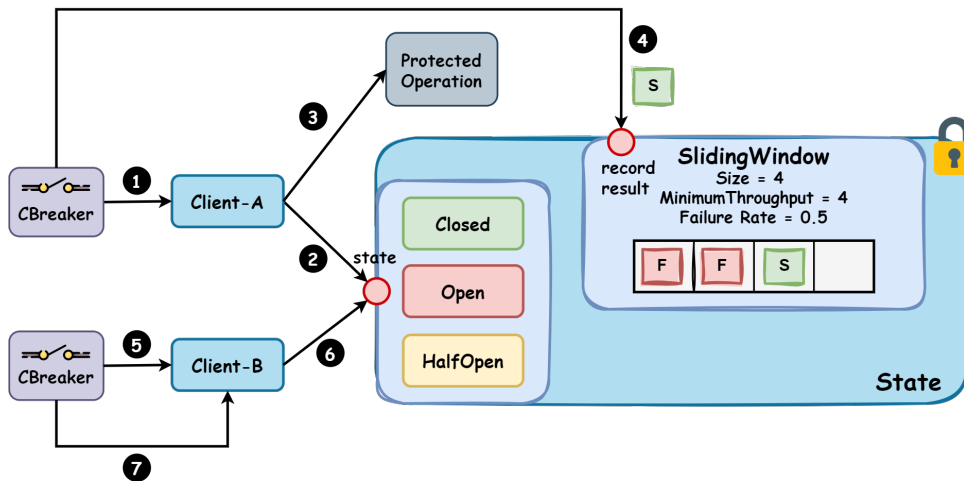 4
S
Protected
Operation
3
SlidingWindow
Size = 4
MinimumThroughput = 4
Failure Rate = 0.5
record
result
1
CBreaker
Client-A
Closed
2
state
F
F
S
Open
5
6
CBreaker
Client-B
HalfOpen
State
7